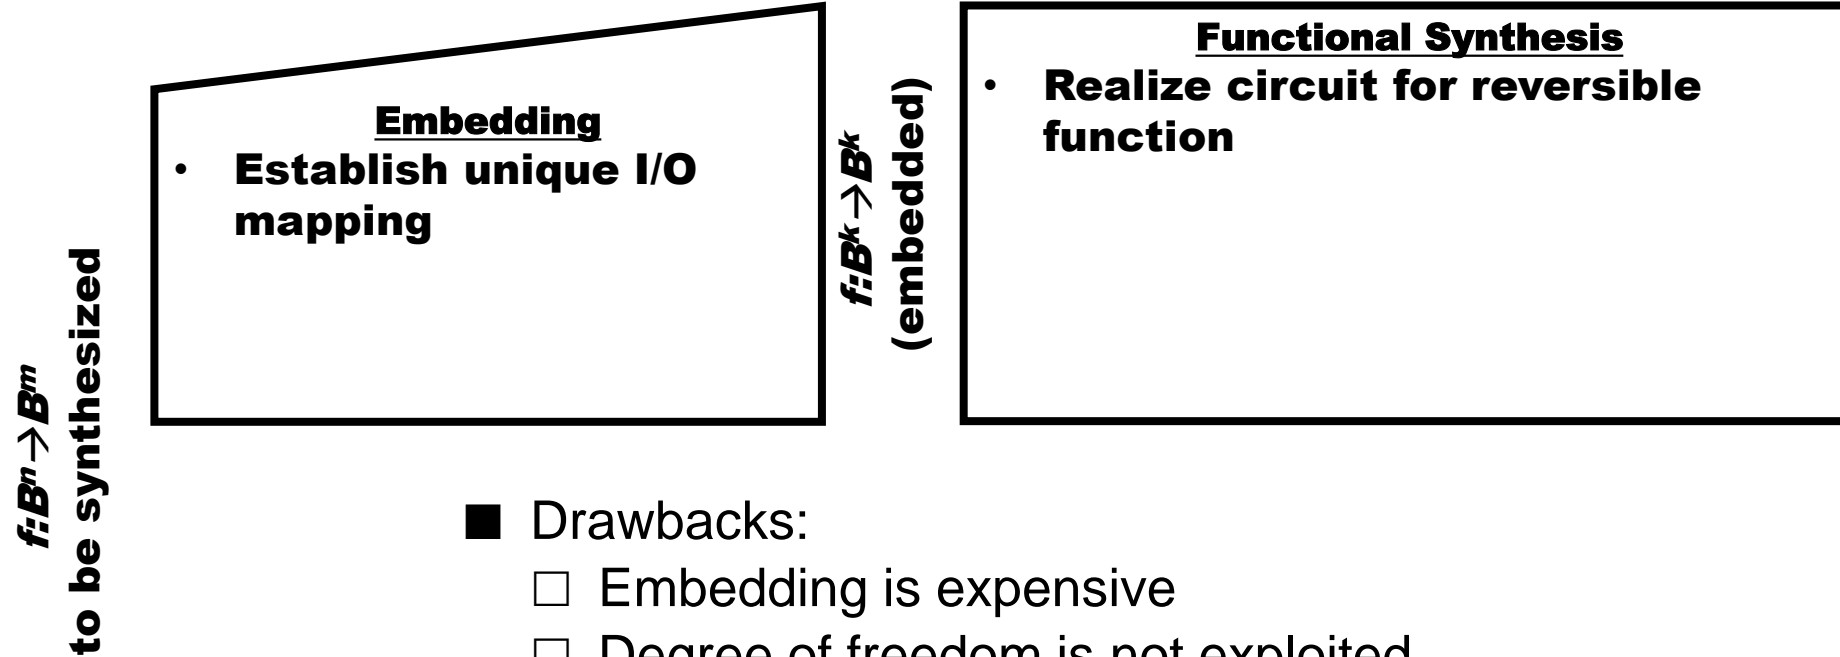 f:Bⁿ→Bᵐ
to be synthesized
Embedding
• Establish unique I/O
mapping
f:Bᵏ→Bᵏ
(embedded)
Functional Synthesis
• Realize circuit for reversible
function
■ Drawbacks:
□ Embedding is expensive
□ Degree of freedom is not exploited